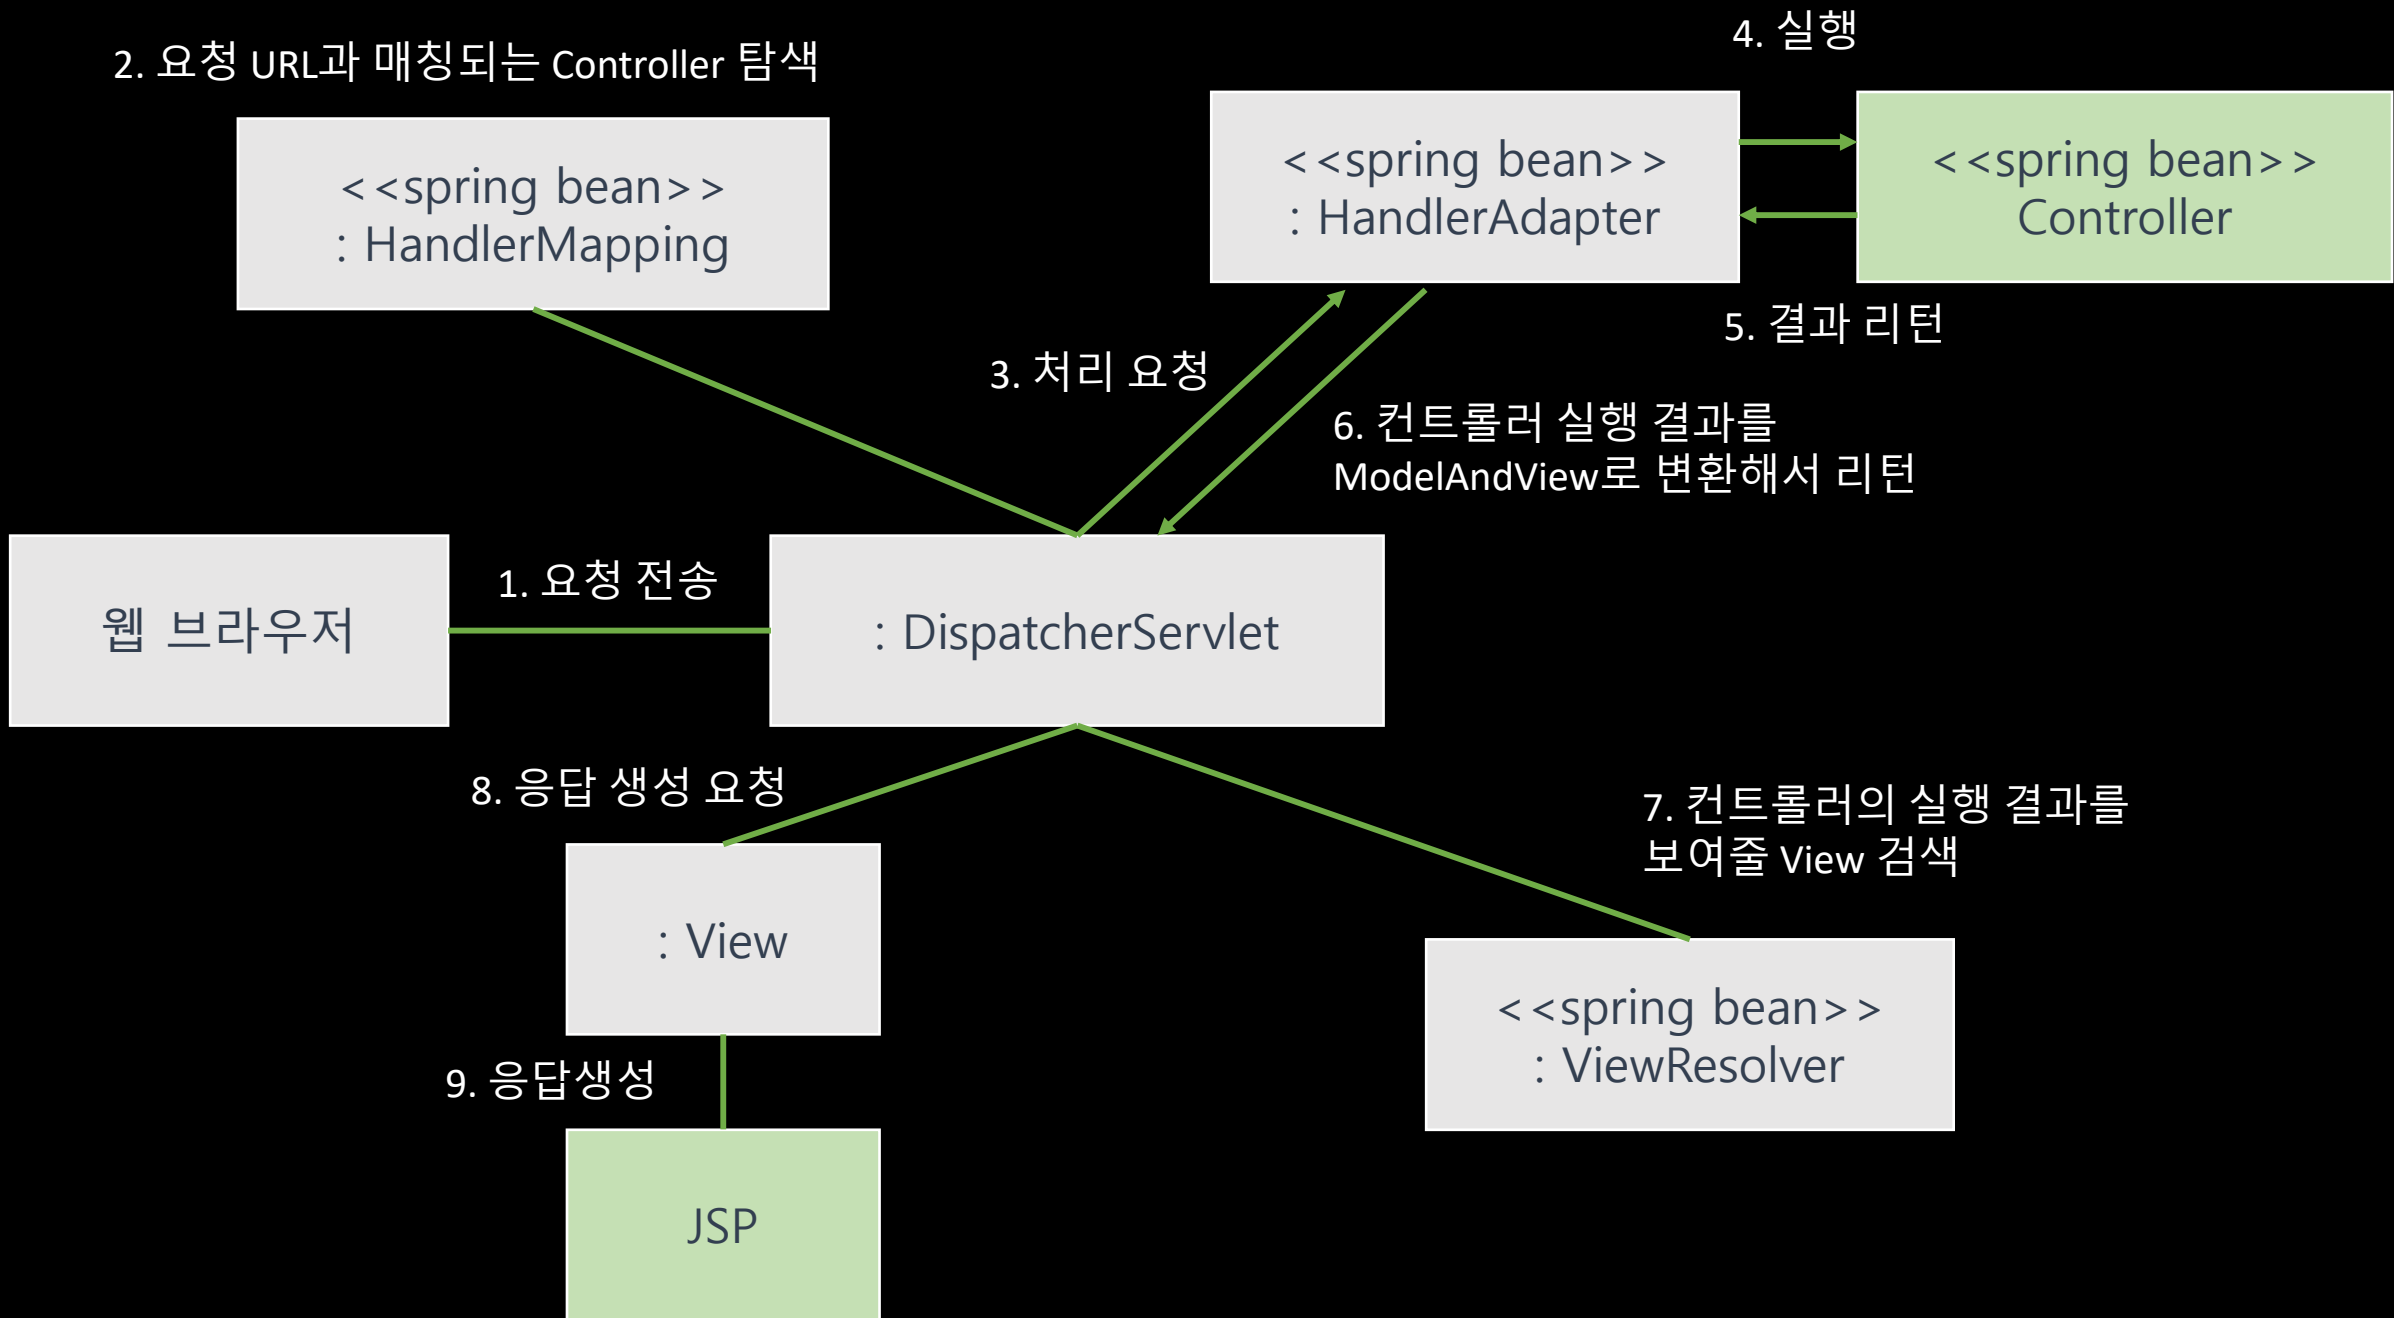 4. 실행
2. 요청 URL과 매칭되는 Controller 탐색
<<spring bean>>
: HandlerMapping
<<spring bean>>
: HandlerAdapter
<<spring bean>>
Controller
5. 결과 리턴
3. 처리 요청
6. 컨트롤러 실행 결과를
ModelAndView로 변환해서 리턴
웹 브라우저
1. 요청 전송
: DispatcherServlet
8. 응답 생성 요청
7. 컨트롤러의 실행 결과를
보여줄 View 검색
: View
<<spring bean>>
: ViewResolver
9. 응답생성
JSP